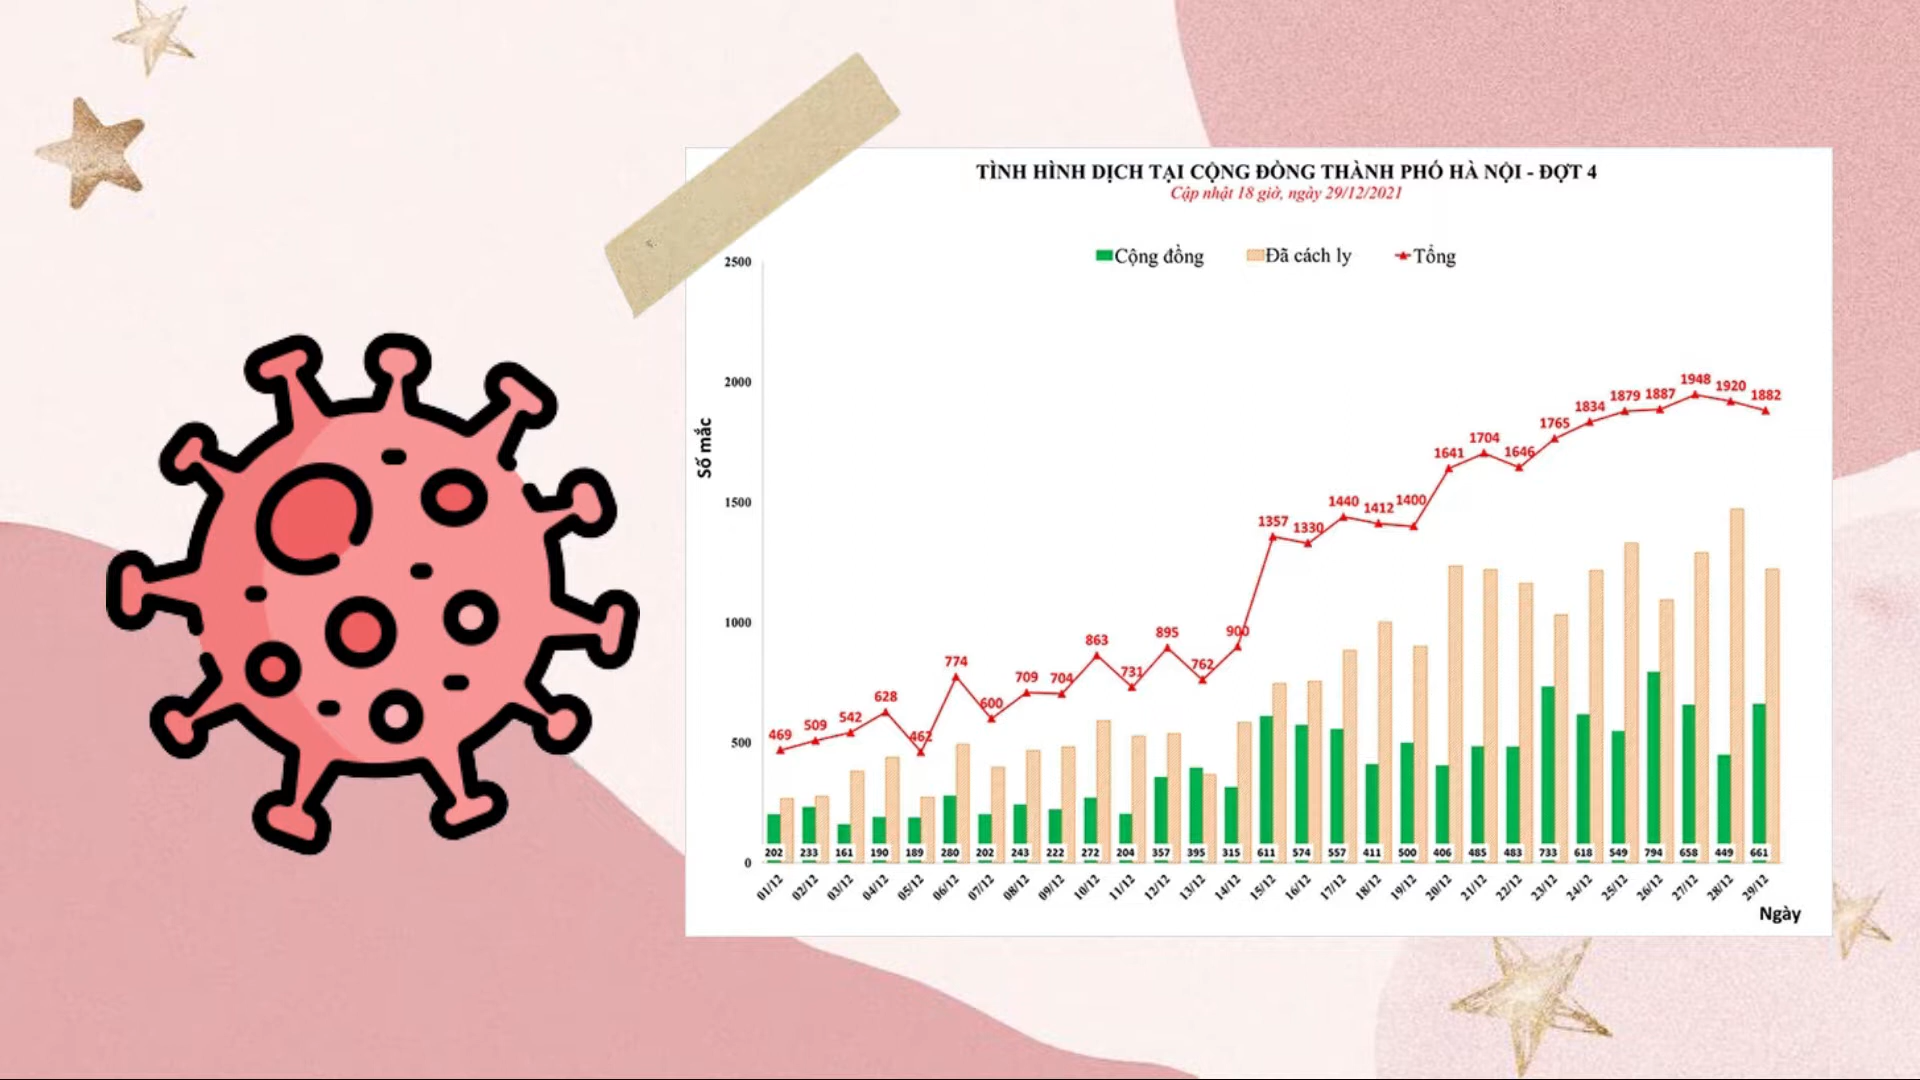 TÌNH HÌNH DỊCH TẠI CỘNG ĐỒNG THÀNH PHỐ HÀ NỘI - ĐỢT 4
Cập nhật 18 giờ, ngày 29/12/2021
Cộng đồng Đã cách ly Tổng
Số mắc
2500
2000
1500
1000
500
0
469 509 542 628 462 774 600 709 704 863 731 895 762 900 1357 1330 1440 1412 1400 1641 1704 1646 1765 1834 1879 1887 1948 1920 1882
202 233 161 190 189 280 202 243 222 272 204 357 395 315 611 574 557 411 500 406 485 483 733 618 549 794 658 449 661
01/12 02/12 03/12 04/12 05/12 06/12 07/12 08/12 09/12 10/12 11/12 12/12 13/12 14/12 15/12 16/12 17/12 18/12 19/12 20/12 21/12 22/12 23/12 24/12 25/12 26/12 27/12 28/12 29/12
Ngày